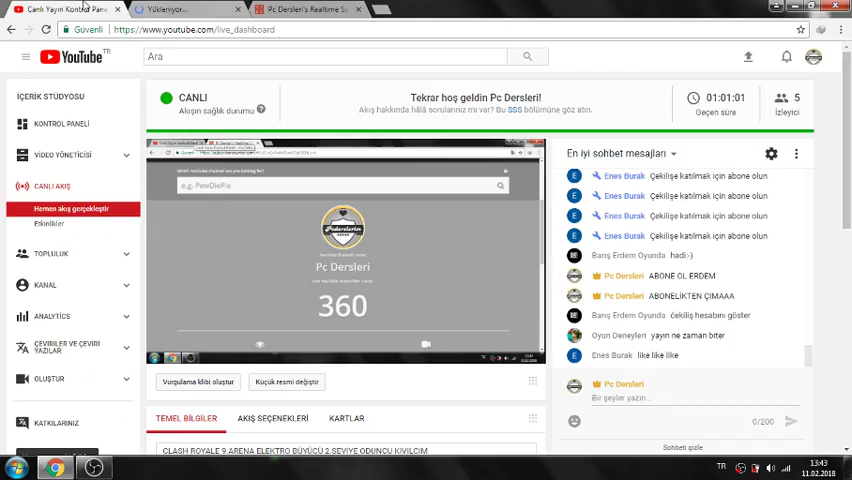 Canlı Yayın Kontrol Pane
Yükleniyor...
Pc Dersleri's Realtime Su
Güvenli
https://www.youtube.com/live_dashboard
YouTube TR
Ara
İÇERİK STÜDYOSU
KONTROL PANELİ
VİDEO YÖNETİCİSİ
CANLI AKIŞ
Hemen akış gerçekleştir
Etkinlikler
TOPLULUK
KANAL
ANALYTICS
ÇEVİRİLER VE ÇEVRİ
YAZILAR
OLUŞTUR
KATKILARINIZ
CANLI
Akışın sağlık durumu
Tekrar hoş geldin Pc Dersleri!
Akış hakkında hâlâ sorularınız mı var? Bu SSS bölümüne göz atın.
01:01:01
Geçen süre
5
İzleyici
e.g. PewDiePie
Pcderslerim
Pc Dersleri
360
Vurgulama klibi oluştur
Küçük resmi değiştir
TEMEL BİLGİLER
AKIŞ SEÇENEKLERİ
KARTLAR
CLASH ROYALE 9.ARENA ELEKTRO BÜYÜCÜ 2.SEVİYE ODUNCU KIVILCIM
En iyi sohbet mesajları
Enes Burak Çekilişe katılmak için abone olun
Enes Burak Çekilişe katılmak için abone olun
Enes Burak Çekilişe katılmak için abone olun
Enes Burak Çekilişe katılmak için abone olun
Barış Erdem Oyunda hadi:-)
Pc Dersleri ABONE OL ERDEM
Pc Dersleri ABONELİKTEN ÇIMAAA
Barış Erdem Oyunda çekiliş hesabını göster
Oyun Deneyleri yayın ne zaman biter
Enes Burak like like like
Pc Dersleri
Bir şeyler yazın...
0/200
Sohbeti gizle
TR
13:43
11.02.2018